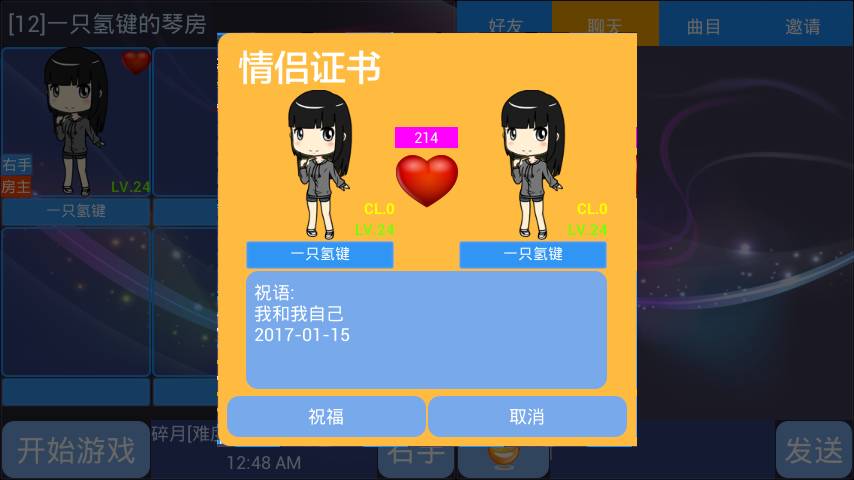 [12]一只氢键的琴房
好友
聊天
曲目
邀请
情侣证书
214
右手
房主
LV.24
一只氢键
CL.0
LV.24
一只氢键
CL.0
LV.24
一只氢键
祝语:
我和我自己
2017-01-15
祝福
取消
开始游戏
碎月[难
12:48 AM
右手
发送